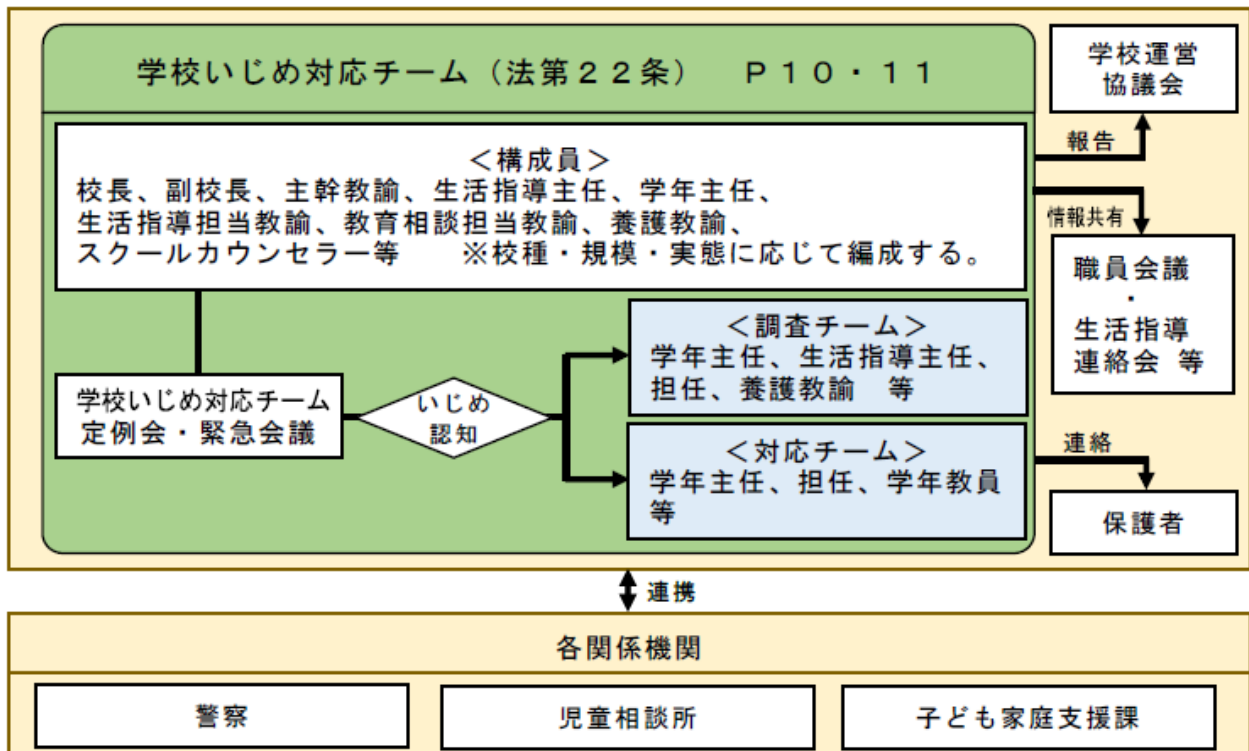 学校いじめ対応チーム（法第２２条）　Ｐ１０・１１
＜構成員＞
校長、副校長、主幹教諭、生活指導主任、学年主任、
生活指導担当教諭、教育相談担当教諭、養護教諭、
スクールカウンセラー等　　※校種・規模・実態に応じて編成する。
学校いじめ対応チーム
定例会・緊急会議
いじめ
認知
＜調査チーム＞
学年主任、生活指導主任、
担任、養護教諭　等
＜対応チーム＞
学年主任、担任、学年教員
等
報告
学校運営
協議会
情報共有
職員会議
・
生活指導
連絡会 等
連絡
保護者
連携
各関係機関
警察
児童相談所
子ども家庭支援課